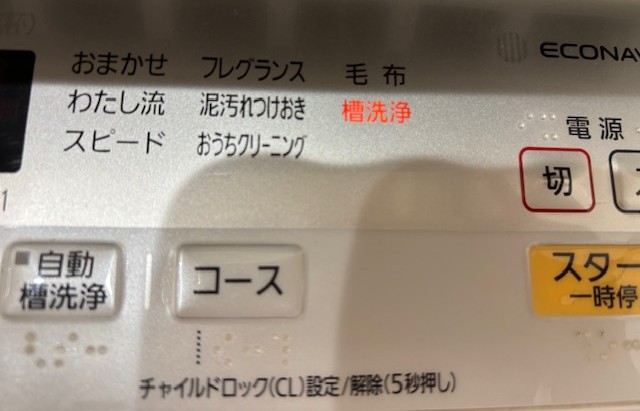 おまかせ フレグランス 毛布
ECONAV
わたし流 泥汚れつけおき 槽洗浄
スピード おうちクリーニング
電源
切
1
自動
槽洗浄
コース
スター
一時停
チャイルドロック(CL)設定/解除(5秒押し)